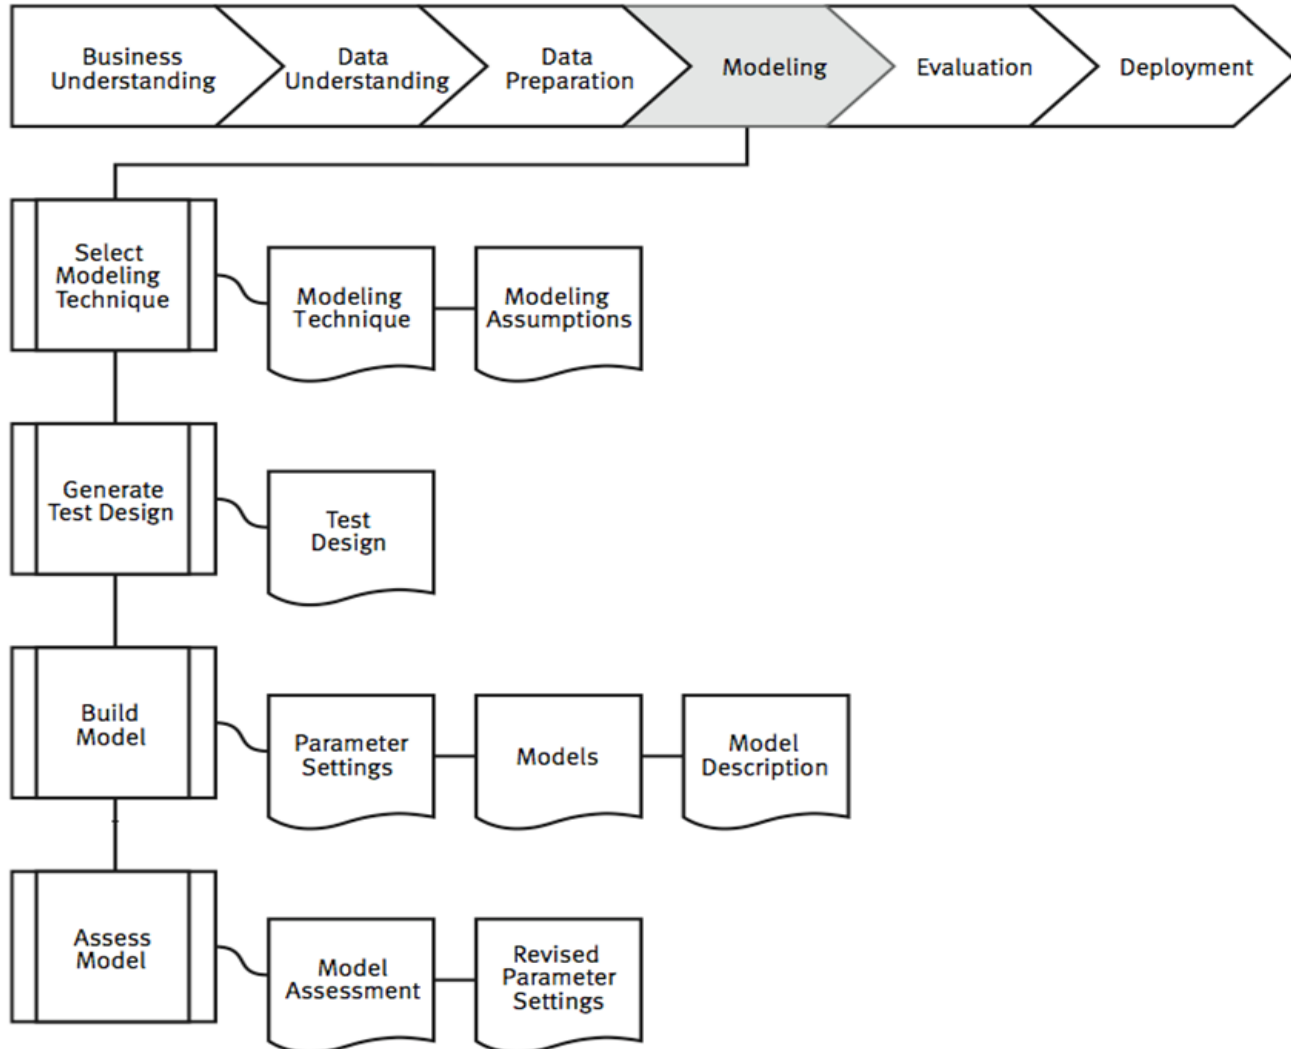 Business
Understanding
Data
Understanding
Data
Preparation
Modeling
Evaluation
Deployment
Select
Modeling
Technique
Modeling
Technique
Modeling
Assumptions
Generate
Test Design
Test
Design
Build
Model
Parameter
Settings
Models
Model
Description
Assess
Model
Model
Assessment
Revised
Parameter
Settings